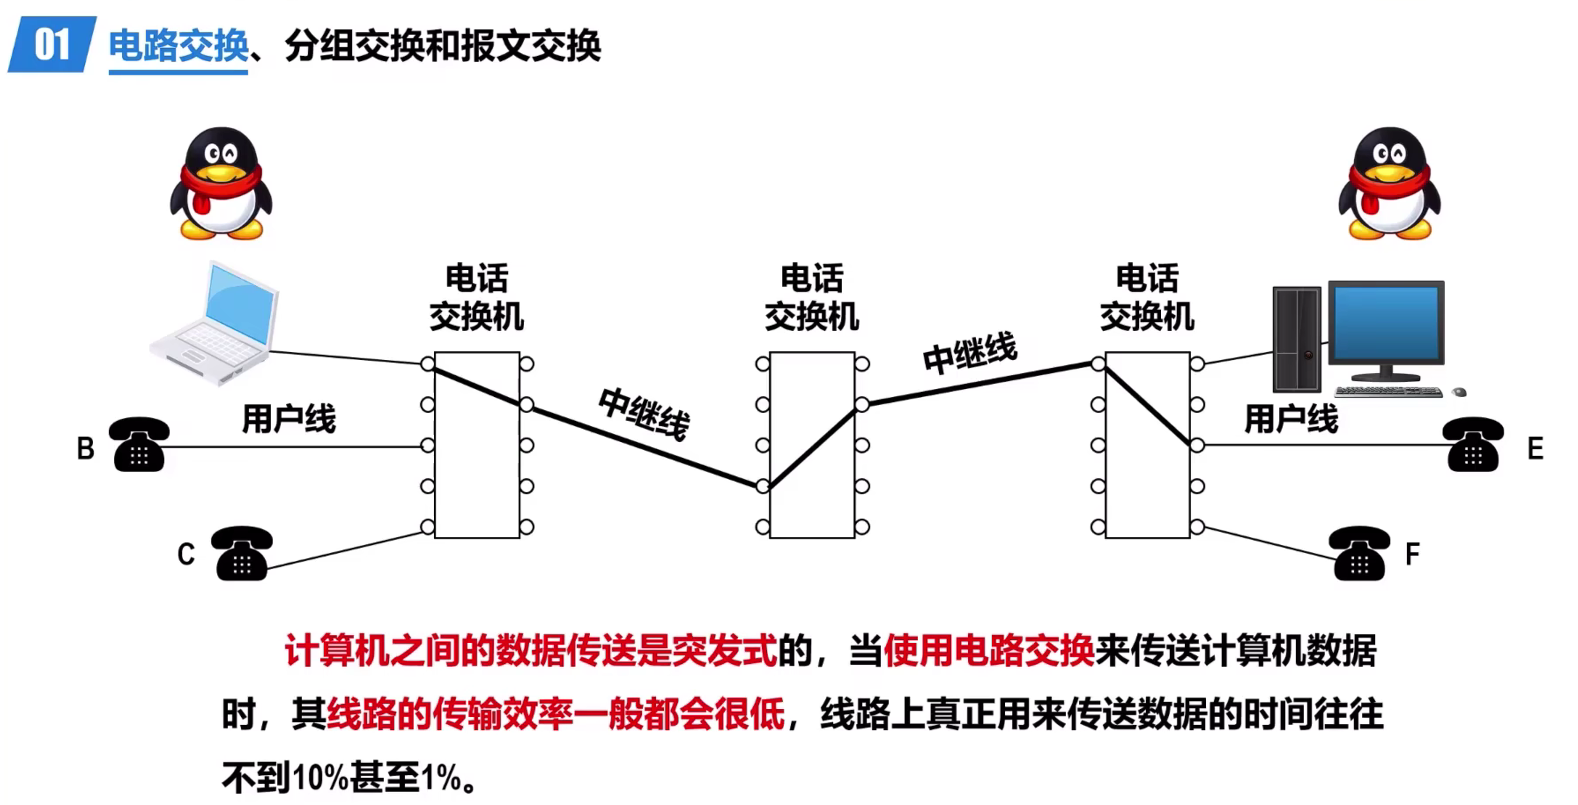 01 电路交换、分组交换和报文交换
电话
交换机
电话
交换机
电话
交换机
中继线
中继线
用户线
用户线
B
E
C
F
计算机之间的数据传送是突发式的，当使用电路交换来传送计算机数据
时，其线路的传输效率一般都会很低，线路上真正用来传送数据的时间往往
不到10%甚至1%。